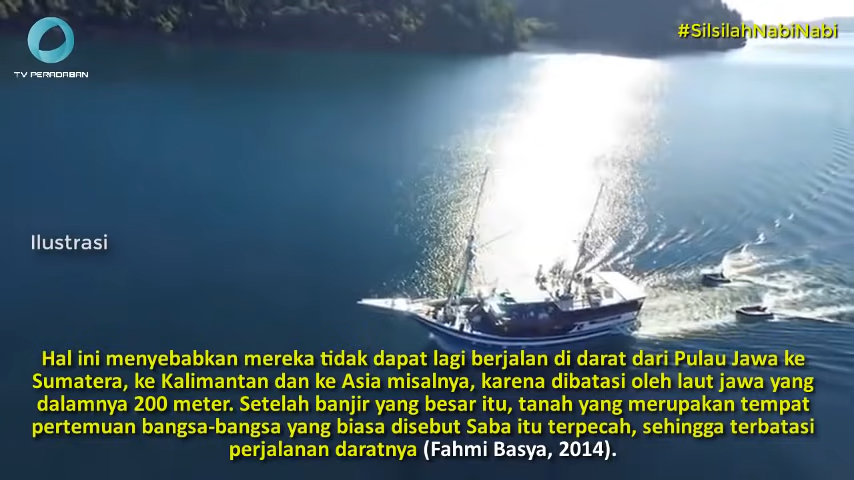 #SilsilahNabiNabi
TV PERADABAN
Ilustrasi
Hal ini menyebabkan mereka tidak dapat lagi berjalan di darat dari Pulau Jawa ke
Sumatera, ke Kalimantan dan ke Asia misalnya, karena dibatasi oleh laut jawa yang
dalamnya 200 meter. Setelah banjir yang besar itu, tanah yang merupakan tempat
pertemuan bangsa-bangsa yang biasa disebut Saba itu terpecah, sehingga terbatasi
perjalanan daratnya (Fahmi Basya, 2014).